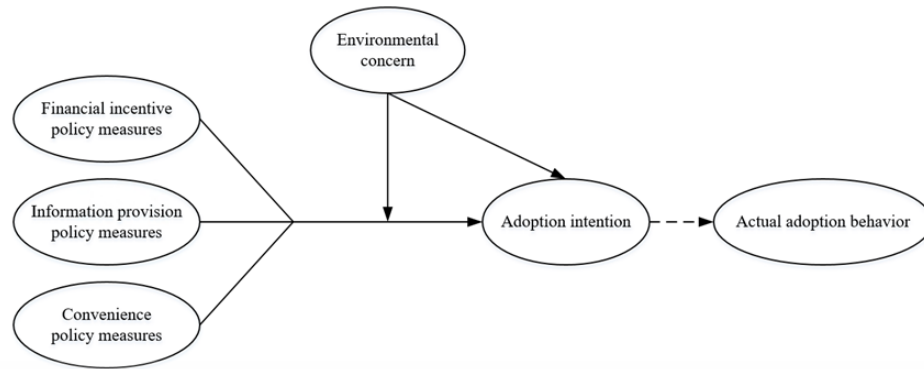 Environmental
concern
Financial incentive
policy measures
Information provision
policy measures
Adoption intention
Actual adoption behavior
Convenience
policy measures